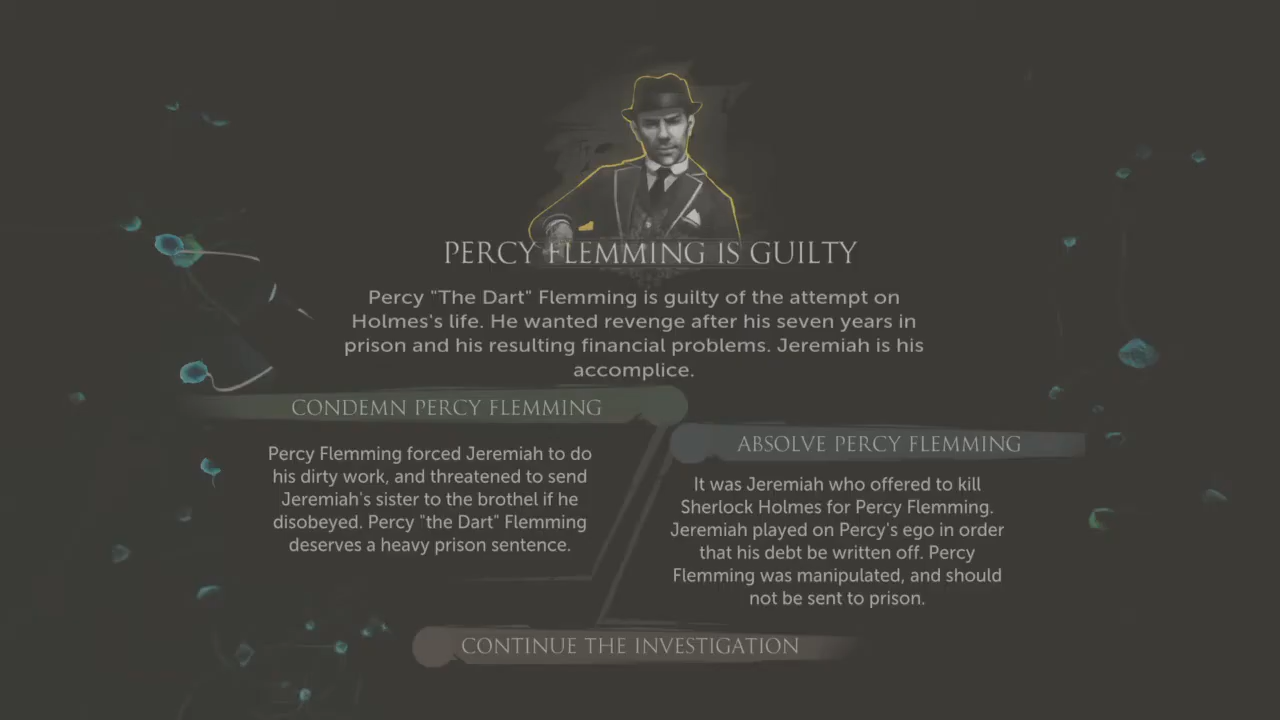 PERCY FLEMMING IS GUILTY
Percy "The Dart" Flemming is guilty of the attempt on
Holmes's life. He wanted revenge after his seven years in
prison and his resulting financial problems. Jeremiah is his
accomplice.
CONDEMN PERCY FLEMMING
Percy Flemming forced Jeremiah to do
his dirty work, and threatened to send
Jeremiah's sister to the brothel if he
disobeyed. Percy "the Dart" Flemming
deserves a heavy prison sentence.
ABSOLVE PERCY FLEMMING
It was Jeremiah who offered to kill
Sherlock Holmes for Percy Flemming.
Jeremiah played on Percy's ego in order
that his debt be written off. Percy
Flemming was manipulated, and should
not be sent to prison.
CONTINUE THE INVESTIGATION